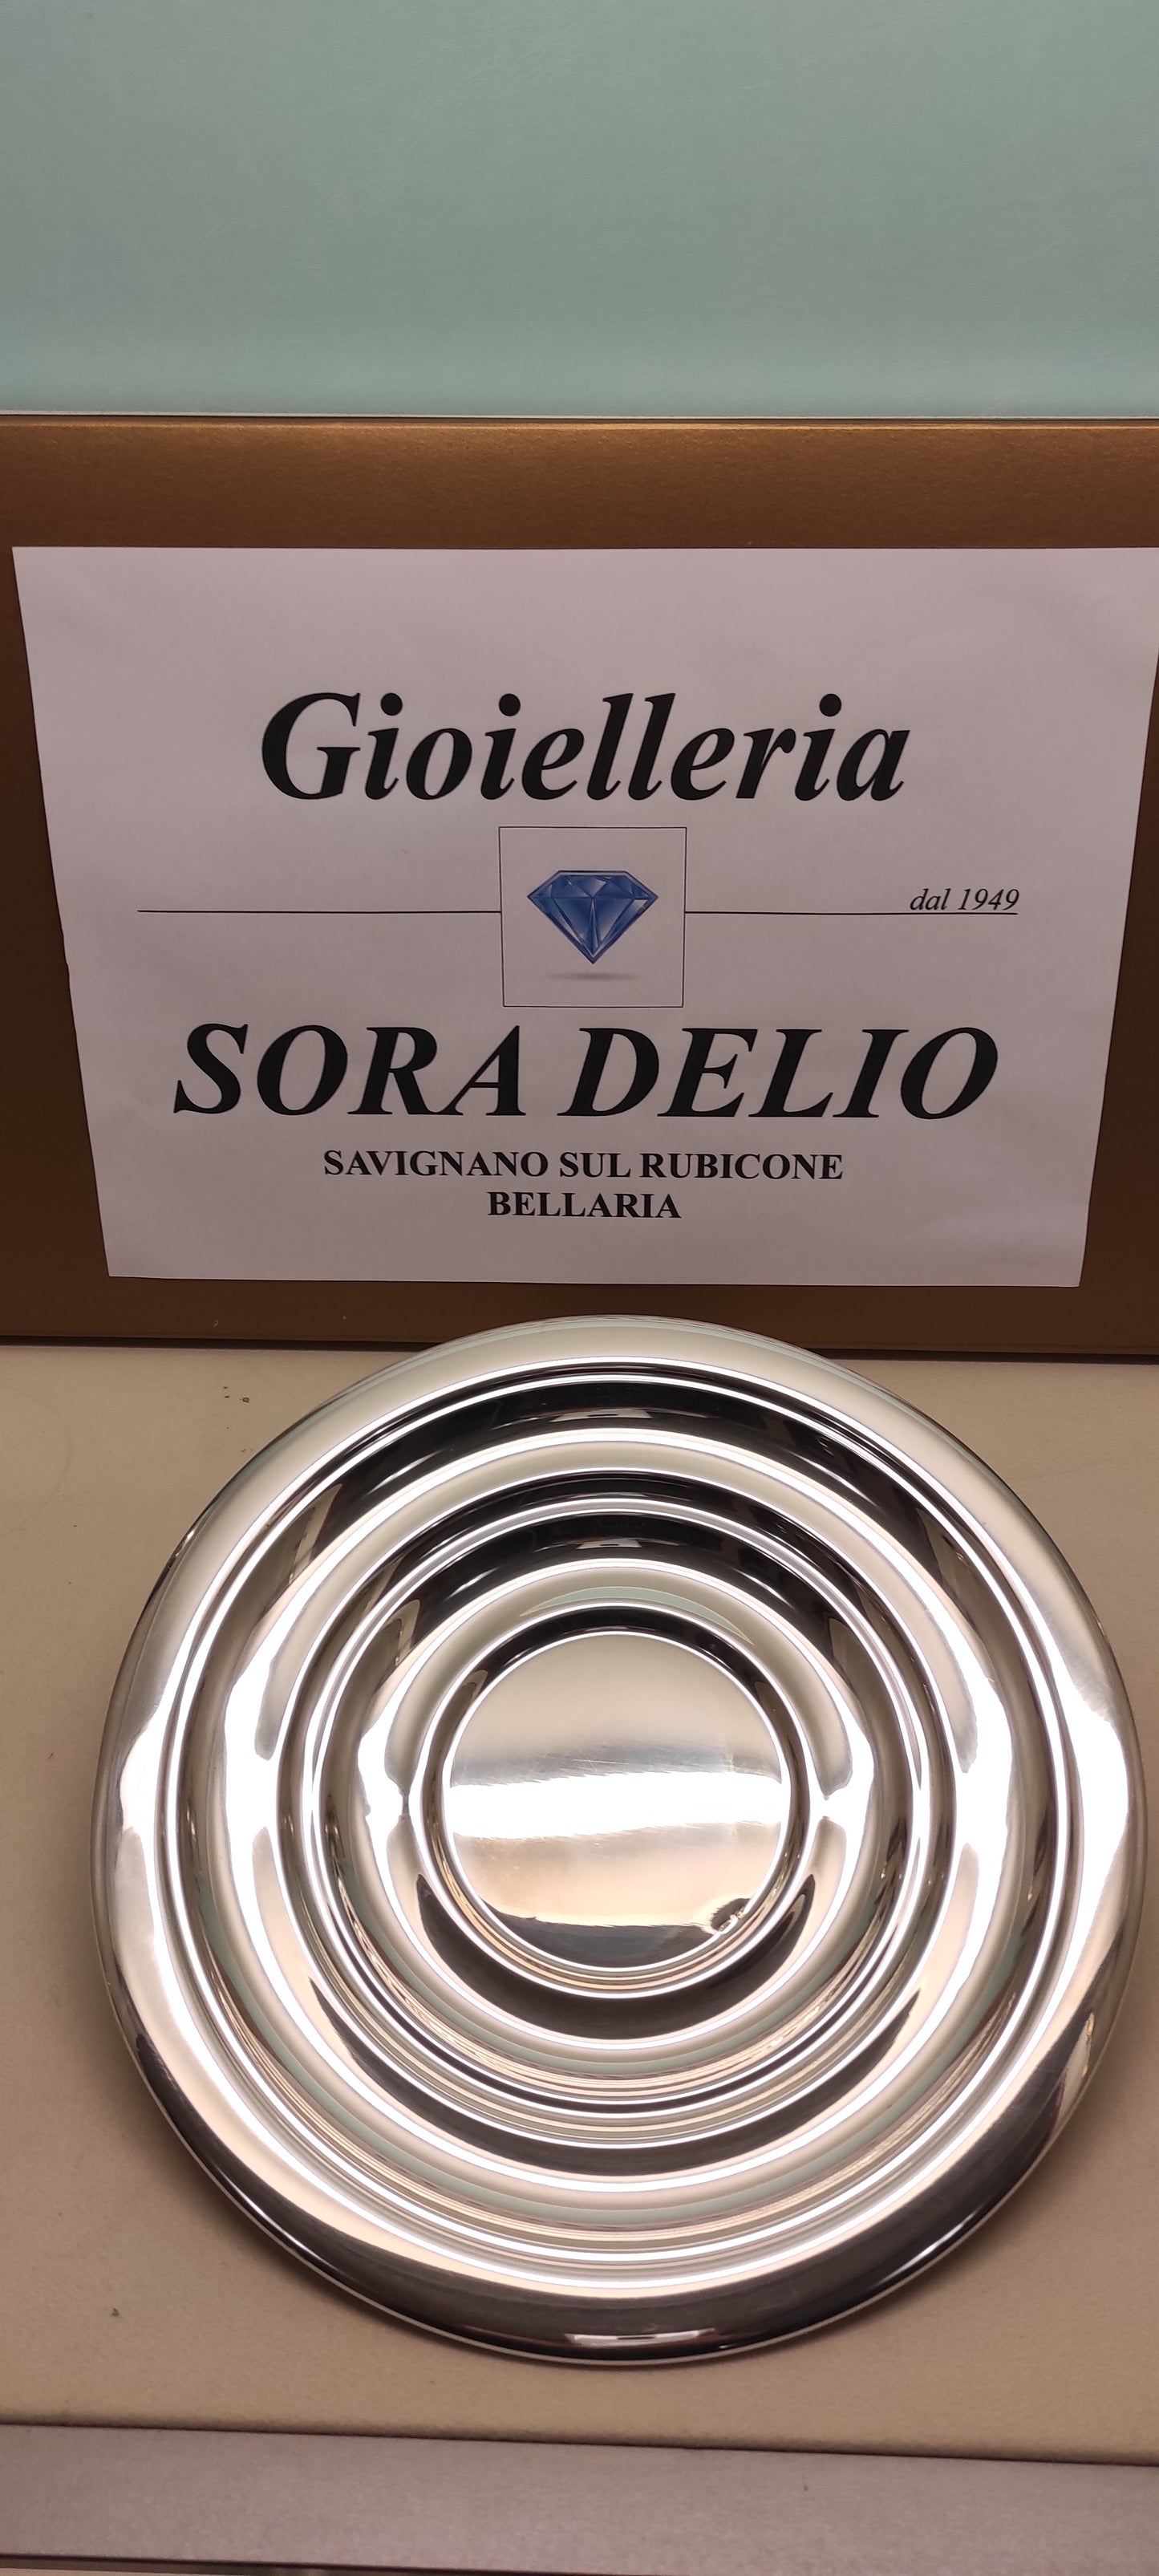 Gioielleria
dal 1949
SORA DELIO
SAVIGNANO SUL RUBICONE
BELLARIA